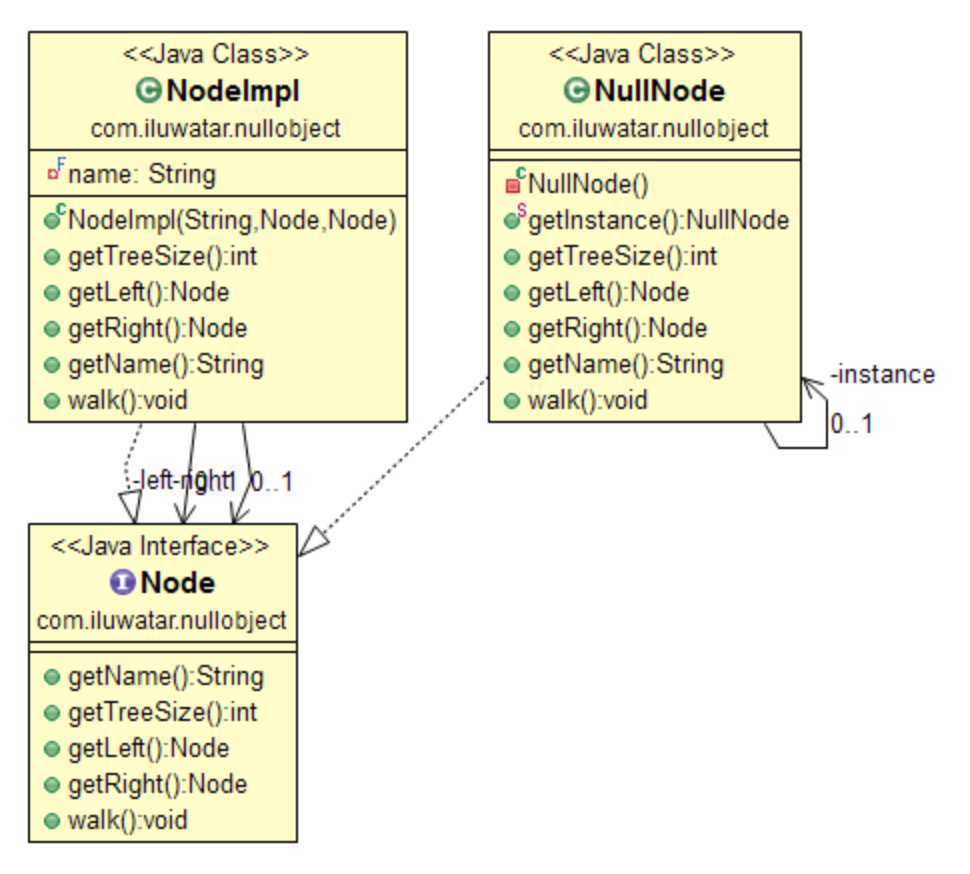 <<Java Class>>
NodeImpl
com.iluwatar.nullobject
name: String
NodeImpl(String,Node,Node)
getTreeSize():int
getLeft():Node
getRight():Node
getName():String
walk():void
<<Java Class>>
NullNode
com.iluwatar.nullobject
NullNode()
getInstance():NullNode
getTreeSize():int
getLeft():Node
getRight():Node
getName():String
walk():void
-instance
0..1
-left
-right
0..1
<<Java Interface>>
Node
com.iluwatar.nullobject
getName():String
getTreeSize():int
getLeft():Node
getRight():Node
walk():void